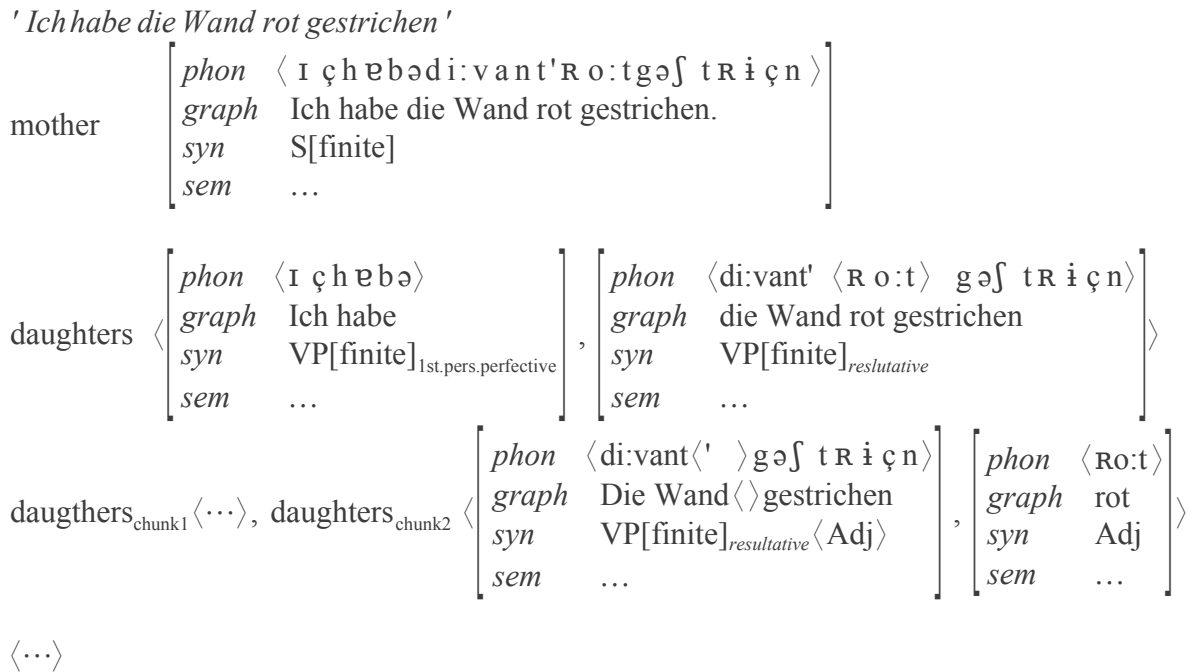 ' Ich habe die Wand rot gestrichen '
mother
phon ⟨ ɪ ç h ɐ b ə d i: v a n t ' ʀ o : t g ə ʃ t ʀ ɨ ç n ⟩
graph Ich habe die Wand rot gestrichen.
syn S[finite]
sem …
daughters ⟨
phon ⟨ɪ ç h ɐ b ə⟩
graph Ich habe
syn VP[finite]1st.pers.perfective
sem …
,
phon ⟨di:vant' ⟨ʀ o :t⟩ g ə ʃ t ʀ ɨ ç n⟩
graph die Wand rot gestrichen
syn VP[finite]reslutative
sem …
⟩
daugthers chunk1⟨⋯⟩, daughters chunk2 ⟨
phon ⟨di:vant⟨' ⟩g ə ʃ t ʀ ɨ ç n⟩
graph Die Wand⟨ ⟩gestrichen
syn VP[finite]resultative⟨Adj⟩
sem …
,
phon ⟨ʀo:t⟩
graph rot
syn Adj
sem …
⟩
⟨⋯⟩